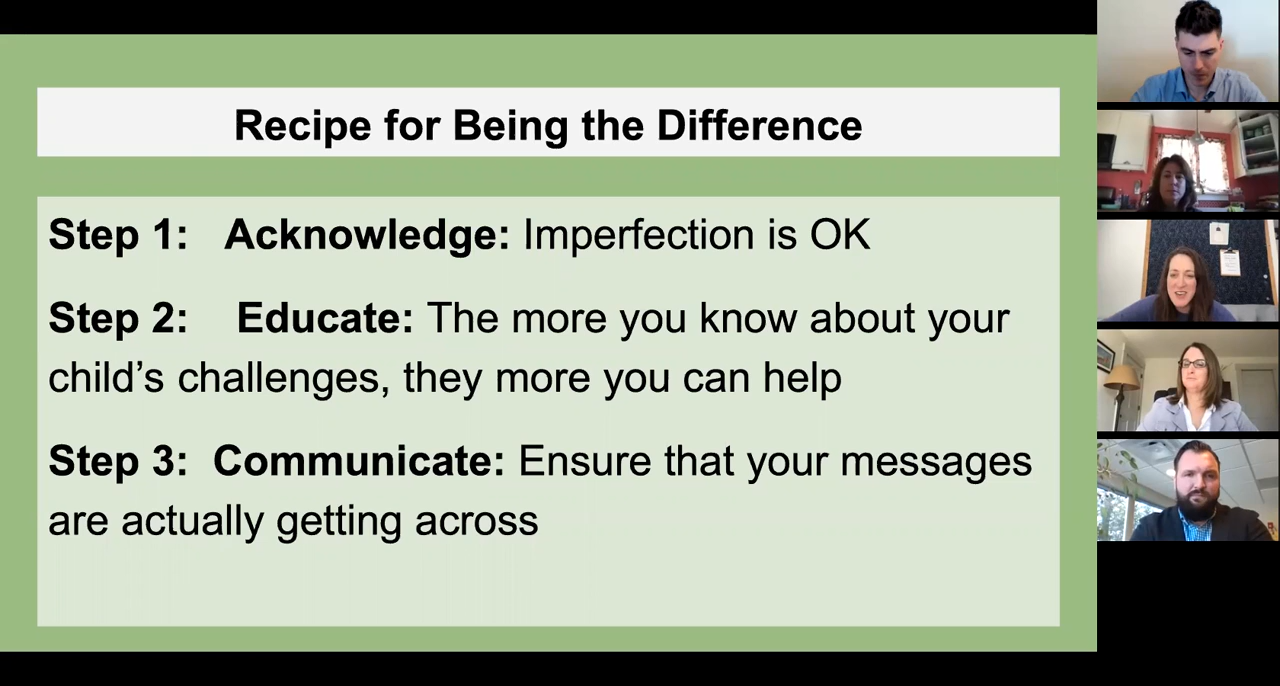 Recipe for Being the Difference
Step 1: Acknowledge: Imperfection is OK
Step 2: Educate: The more you know about your
child’s challenges, they more you can help
Step 3: Communicate: Ensure that your messages
are actually getting across